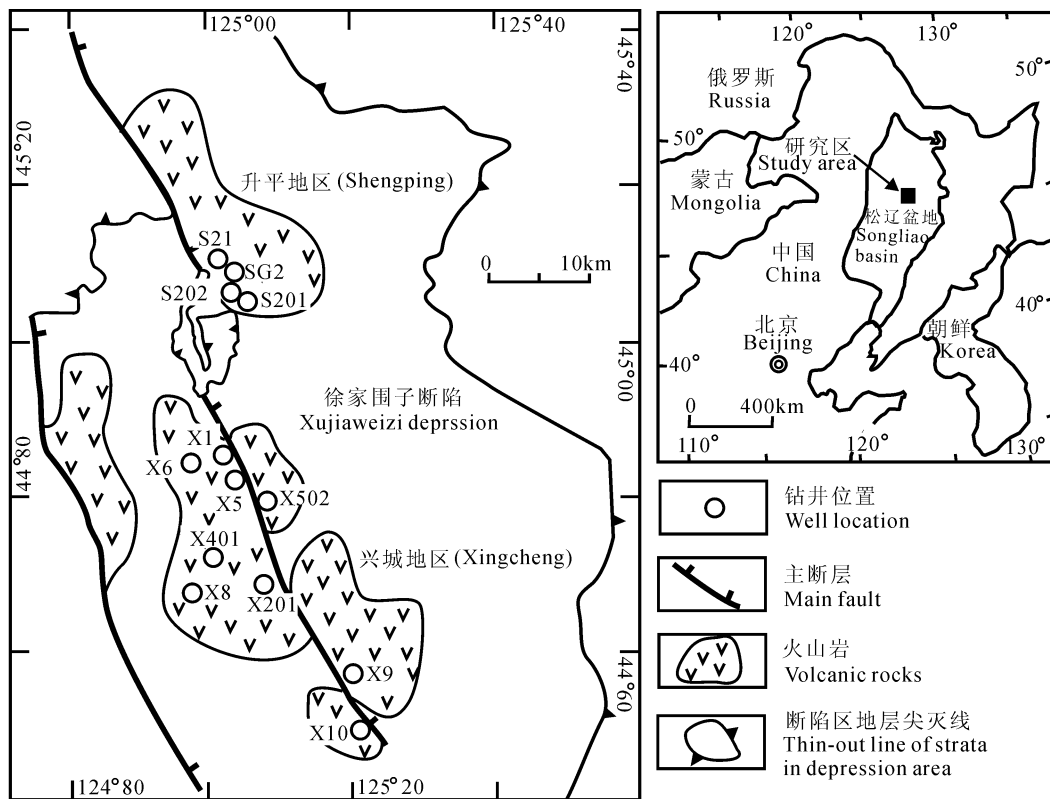 125°00
125°40
45°40
45°20
升平地区(Shengping)
S21
SG2
S202
S201
0 10km
45°00
徐家围子断陷
Xujiaweizi deprssion
44°80
X1
X6
X5
X502
X401
兴城地区(Xingcheng)
X8
X201
X9
44°60
X10
124°80
125°20
120°
130°
50°
俄罗斯
Russia
50°
研究区
Study area
蒙古
Mongolia
松辽盆地
Songliao
basin
中国
China
40°
北京
Beijing
朝鲜
Korea
40°
0 400km
110°
120°
130°
钻井位置
Well location
主断层
Main fault
火山岩
Volcanic rocks
断陷区地层尖灭线
Thin-out line of strata
in depression area